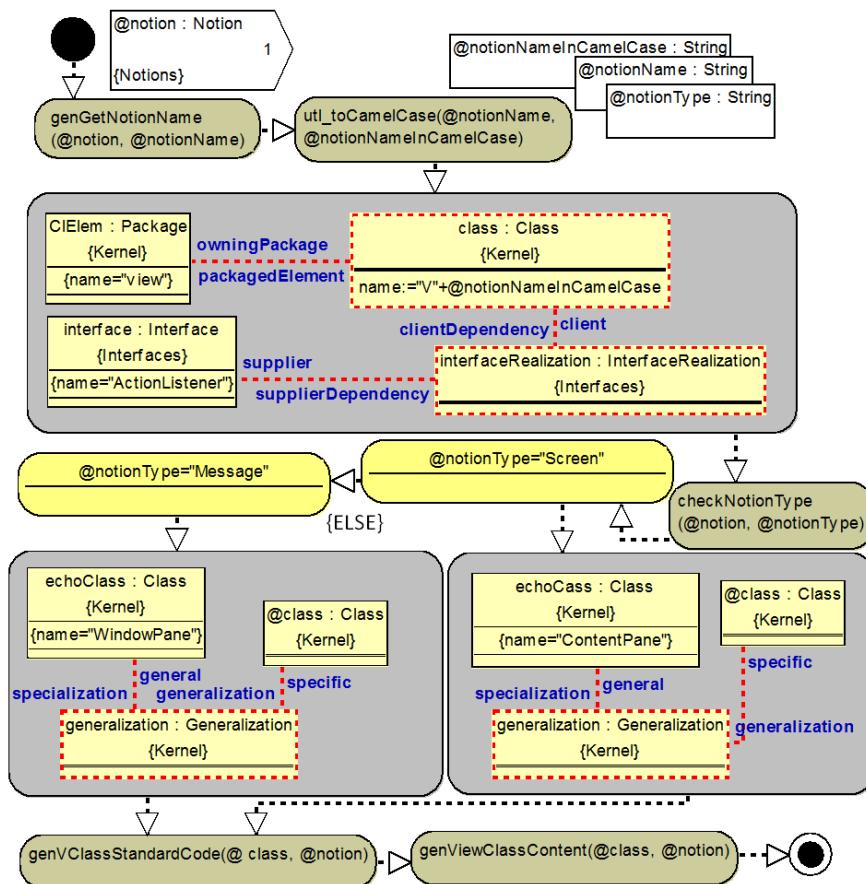 @notion : Notion
1
{Notions}
@notionNameInCamelCase : String
@notionName : String
@notionType : String
genGetNotionName
(@notion, @notionName)
utl_toCamelCase(@notionName,
@notionNameInCamelCase)
ClElem : Package
{Kernel}
{name="view"}
owningPackage
packagedElement
class : Class
{Kernel}
name:="V"+@notionNameInCamelCase
clientDependency
client
interface : Interface
{Interfaces}
{name="ActionListener"}
supplier
supplierDependency
interfaceRealization : InterfaceRealization
{Interfaces}
@notionType="Message"
@notionType="Screen"
{ELSE}
checkNotionType
(@notion, @notionType)
echoClass : Class
{Kernel}
{name="WindowPane"}
@class : Class
{Kernel}
general
specialization
generalization
specific
generalization : Generalization
{Kernel}
echoCass : Class
{Kernel}
{name="ContentPane"}
@class : Class
{Kernel}
specific
general
specialization
generalization : Generalization
{Kernel}
generalization
genVClassStandardCode(@ class, @notion)
genViewClassContent(@class, @notion)